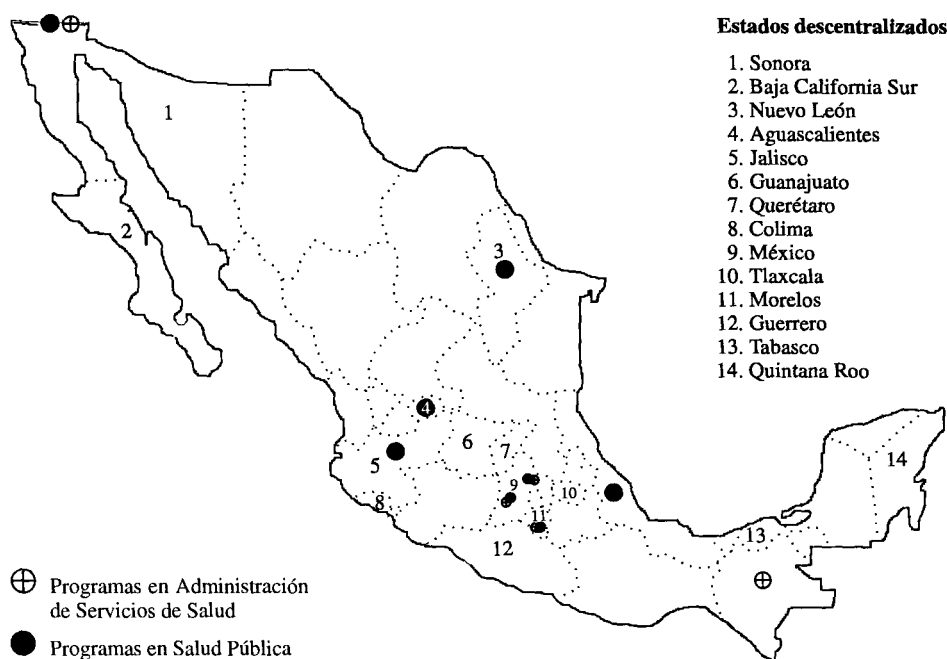 Estados descentralizados
1. Sonora
2. Baja California Sur
3. Nuevo León
4. Aguascalientes
5. Jalisco
6. Guanajuato
7. Querétaro
8. Colima
9. México
10. Tlaxcala
11. Morelos
12. Guerrero
13. Tabasco
14. Quintana Roo
1
2
3
4
5
6
7
8
9
10
11
12
13
14
Programas en Administración
de Servicios de Salud
Programas en Salud Pública